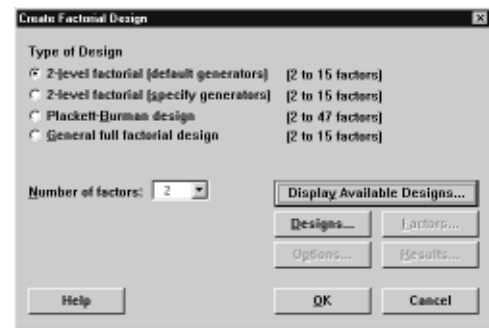 Create Factorial Design
Type of Design
2-level factorial (default generators) (2 to 15 factors)
2-level factorial (specify generators) (2 to 15 factors)
Plackett-Burman design (2 to 47 factors)
General full factorial design (2 to 15 factors)
Number of factors: 2
Display Available Designs...
Designs... Factors...
Options... Results...
Help OK Cancel